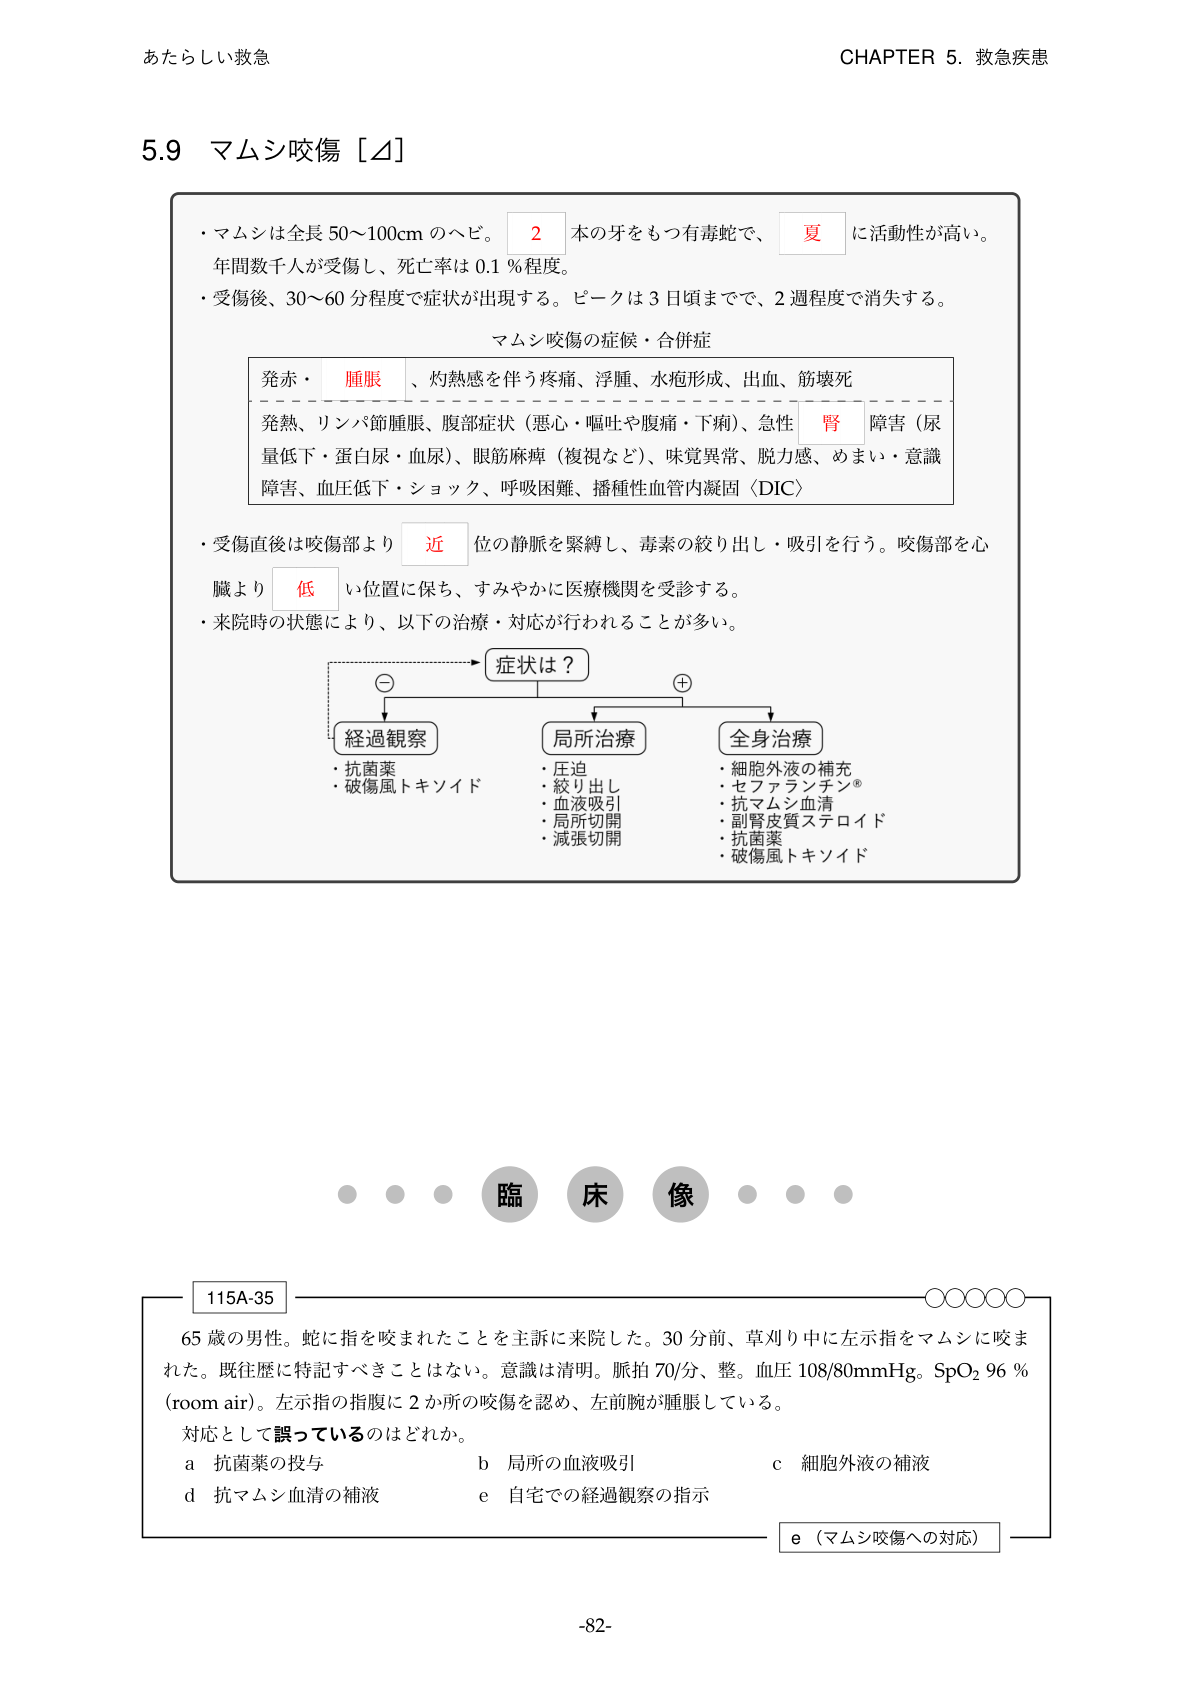 あたらしい救急
CHAPTER 5. 救急疾患
5.9 マムシ咬傷［⊿］
・マムシは全長 50〜100cm のヘビ。 2 本の牙をもつ有毒蛇で、 夏 に活動性が高い。
年間数千人が受傷し、死亡率は 0.1 %程度。
・受傷後、30〜60 分程度で症状が出現する。ピークは 3 日頃までで、2 週程度で消失する。
マムシ咬傷の症候・合併症
発赤・ 腫脹 、灼熱感を伴う疼痛、浮腫、水疱形成、出血、筋壊死
発熱、リンパ節腫脹、腹部症状（悪心・嘔吐や腹痛・下痢）、急性 腎 障害（尿
量低下・蛋白尿・血尿）、眼筋麻痺（複視など）、味覚異常、脱力感、めまい・意識
障害、血圧低下・ショック、呼吸困難、播種性血管内凝固〈DIC〉
・受傷直後は咬傷部より 近 位の静脈を緊縛し、毒素の絞り出し・吸引を行う。咬傷部を心
臓より 低 い位置に保ち、すみやかに医療機関を受診する。
・来院時の状態により、以下の治療・対応が行われることが多い。
症状は？
⊖ ⊕
経過観察
・抗菌薬
・破傷風トキソイド
局所治療
・圧迫
・絞り出し
・血液吸引
・局所切開
・減張切開
全身治療
・細胞外液の補充
・セファランチン®
・抗マムシ血清
・副腎皮質ステロイド
・抗菌薬
・破傷風トキソイド
臨床像
115A-35
65 歳の男性。蛇に指を咬まれたことを主訴に来院した。30 分前、草刈り中に左示指をマムシに咬ま
れた。既往歴に特記すべきことはない。意識は清明。脈拍 70/分、整。血圧 108/80mmHg。SpO₂ 96 %
(room air)。左示指の指腹に 2 か所の咬傷を認め、左前腕が腫脹している。
対応として誤っているのはどれか。
a 抗菌薬の投与 b 局所の血液吸引 c 細胞外液の補液
d 抗マムシ血清の補液 e 自宅での経過観察の指示
e （マムシ咬傷への対応）
-82-